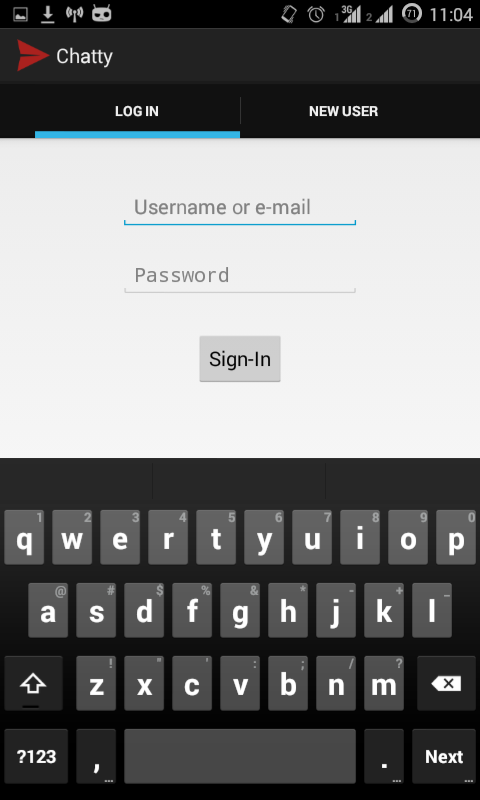 1 3G 2 71 11:04
Chatty
LOG IN NEW USER
Username or e-mail
Password
Sign-In
1 2 3 4 5 6 7 8 9 0
q w e r t y u i o p
@ # $ % & * - + _
a s d f g h j k l
! " ' : ; / ?
z x c v b n m
?123 , ... . ... Next